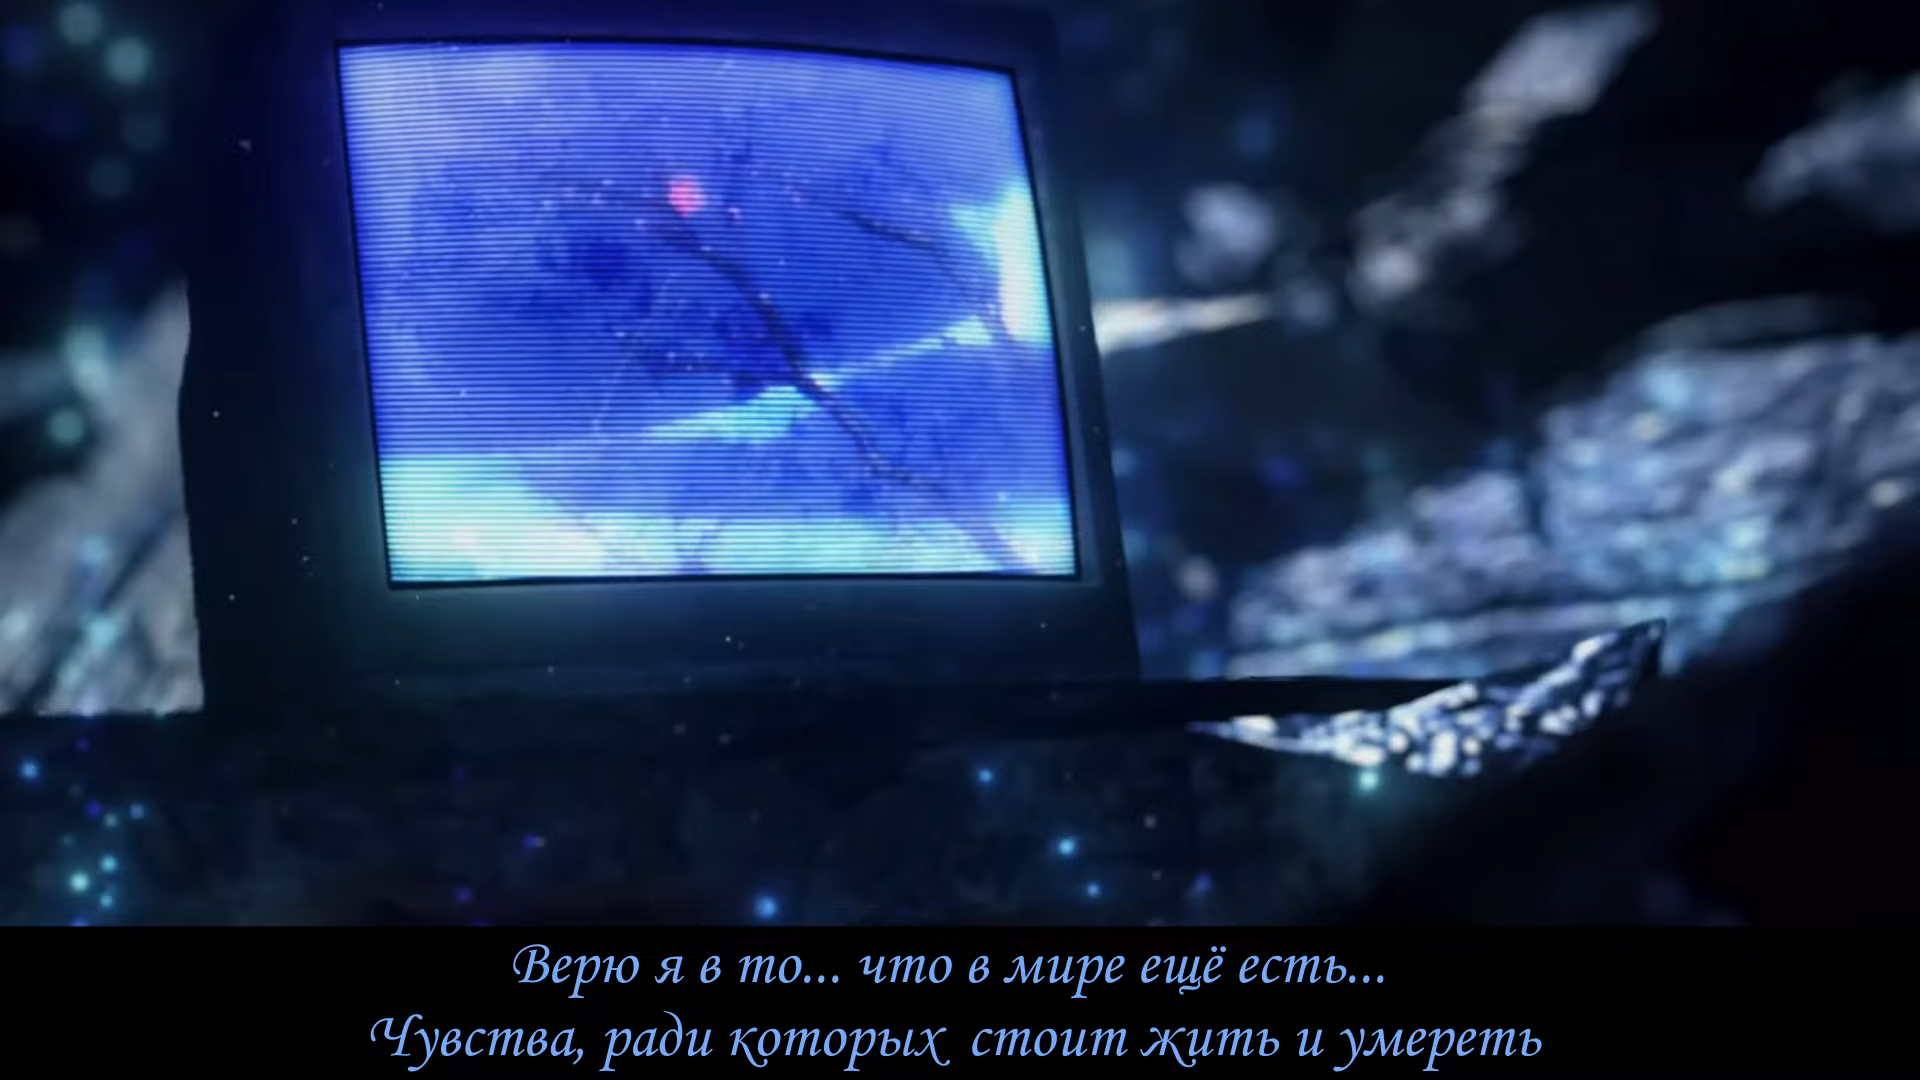 Верю я в то... что в мире ещё есть...
Чувства, ради которых стоит жить и умереть